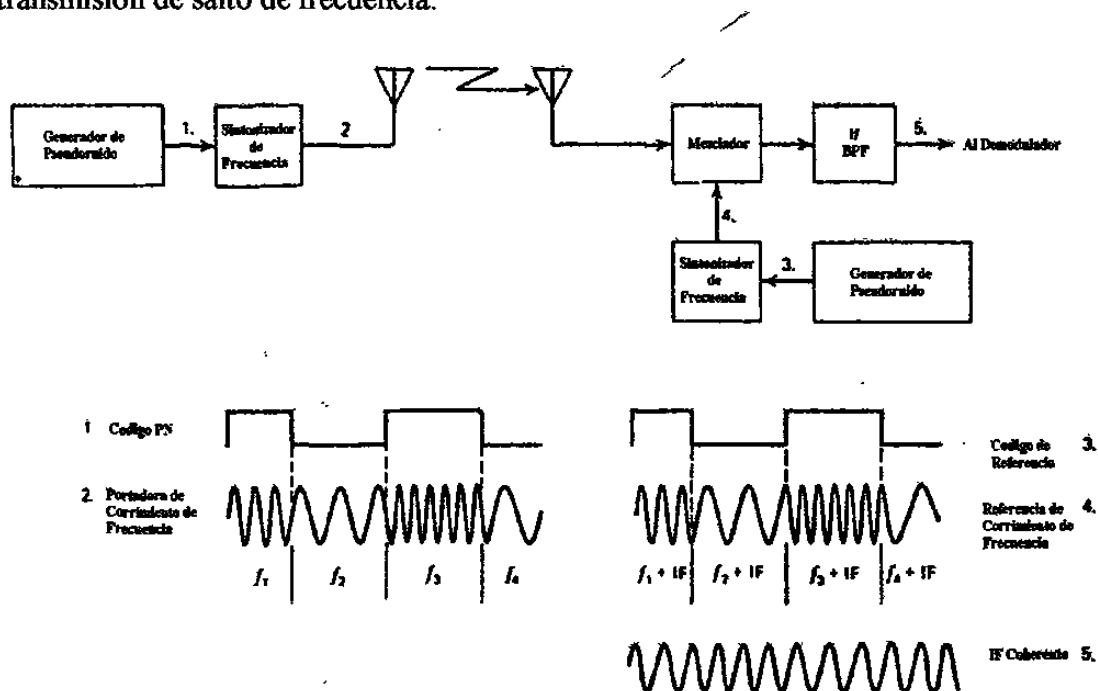 transmisión de salto de frecuencia.
Generador de
Pseudoruido
1.
Sintonizador
de
Frecuencia
2
Mezclador
If
BPF
5.
Al Demodulador
4.
Sintonizador
de
Frecuencia
3.
Generador de
Pseudoruido
1 Codigo PN
Codigo de 3.
Referencia
2. Portadora de
Corrimiento de
Frecuencia
Referencia de 4.
Corrimiento de
Frecuencia
f₁ f₂ f₃ f₄
f₁ + IF f₂ + IF f₃ + IF f₄ + IF
IF Coherente 5.